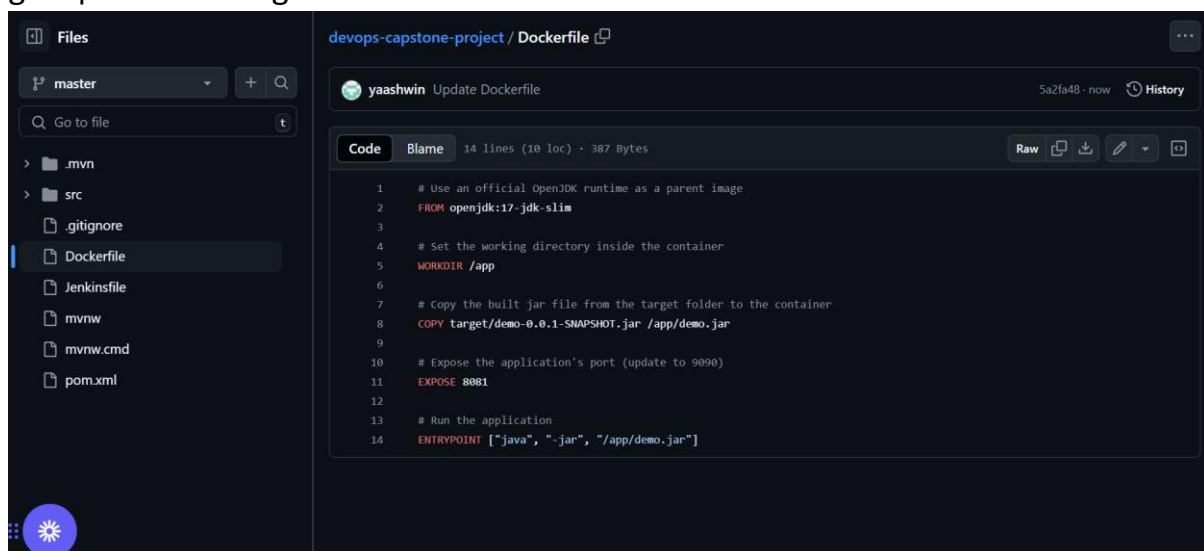 Files
master
Go to file
t
.mvn
src
.gitignore
Dockerfile
Jenkinsfile
mvnw
mvnw.cmd
pom.xml
devops-capstone-project / Dockerfile
yaashwin Update Dockerfile
5a2fa48 · now
History
Code Blame 14 lines (10 loc) · 387 Bytes
Raw
1 # Use an official OpenJDK runtime as a parent image
2 FROM openjdk:17-jdk-slim
3
4 # Set the working directory inside the container
5 WORKDIR /app
6
7 # Copy the built jar file from the target folder to the container
8 COPY target/demo-0.0.1-SNAPSHOT.jar /app/demo.jar
9
10 # Expose the application's port (update to 9090)
11 EXPOSE 8081
12
13 # Run the application
14 ENTRYPOINT ["java", "-jar", "/app/demo.jar"]